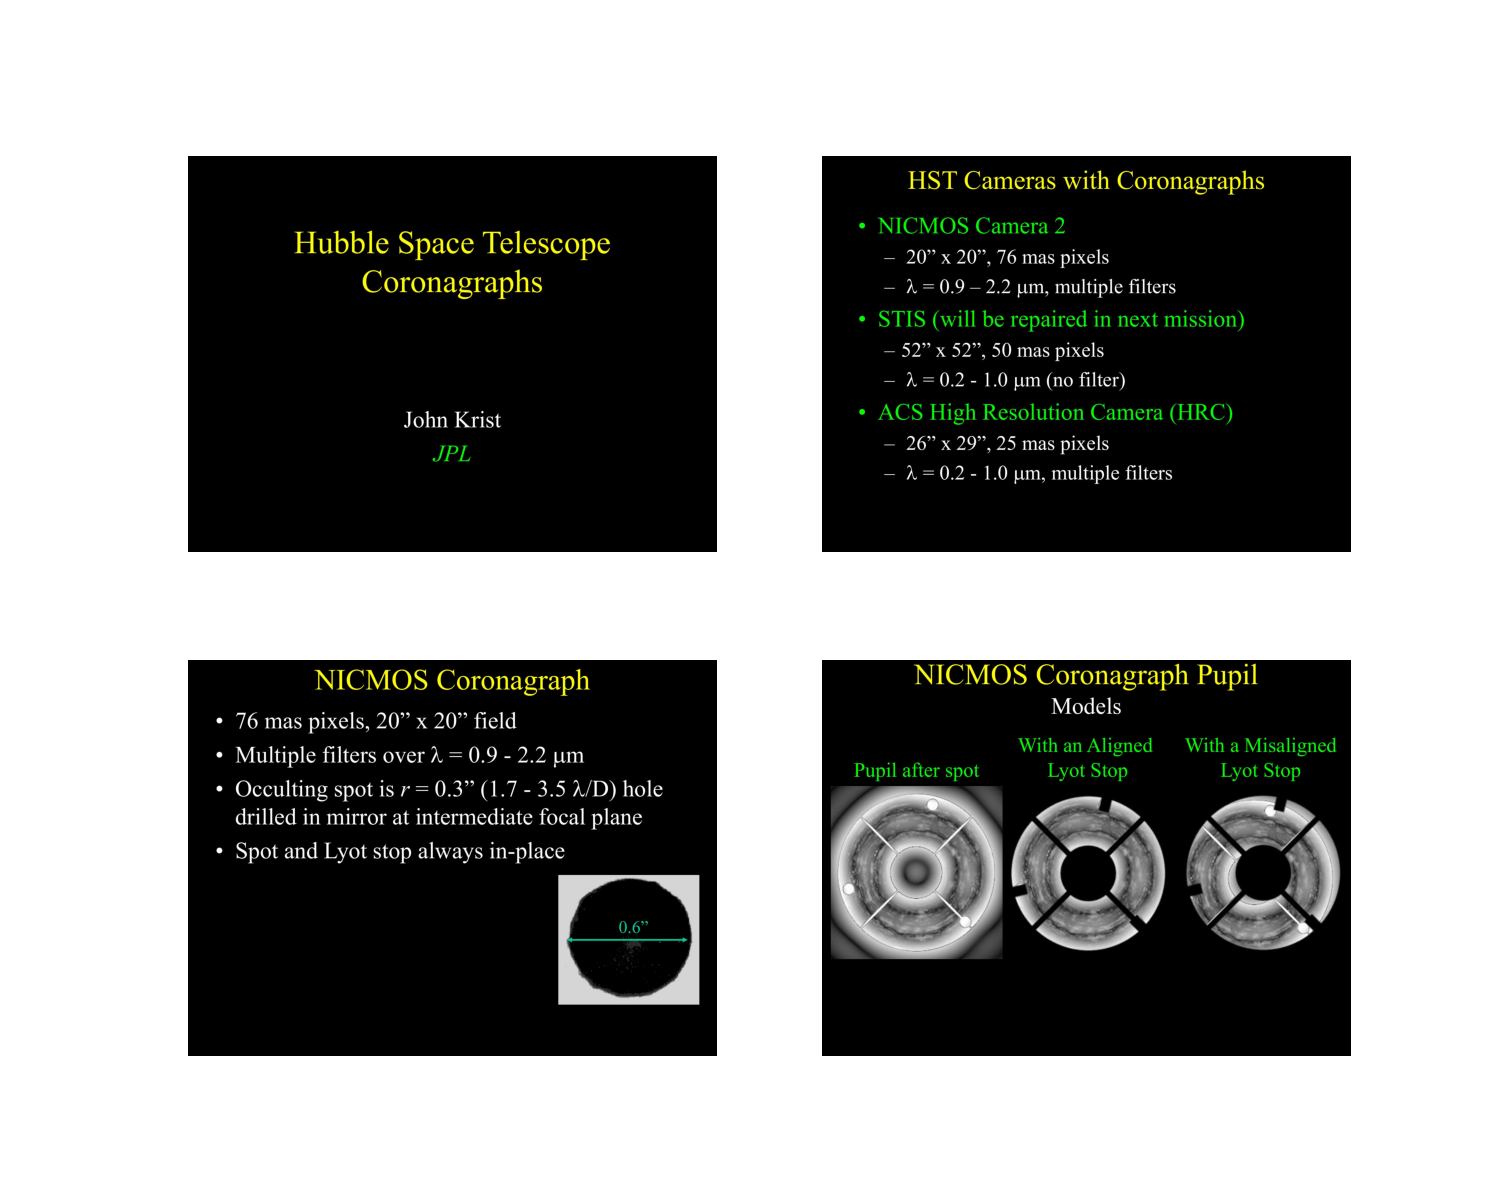 Hubble Space Telescope
Coronagraphs
John Krist
JPL
HST Cameras with Coronagraphs
• NICMOS Camera 2
– 20” x 20”, 76 mas pixels
– λ = 0.9 – 2.2 μm, multiple filters
• STIS (will be repaired in next mission)
– 52” x 52”, 50 mas pixels
– λ = 0.2 - 1.0 μm (no filter)
• ACS High Resolution Camera (HRC)
– 26” x 29”, 25 mas pixels
– λ = 0.2 - 1.0 μm, multiple filters
NICMOS Coronagraph
• 76 mas pixels, 20” x 20” field
• Multiple filters over λ = 0.9 - 2.2 μm
• Occulting spot is r = 0.3” (1.7 - 3.5 λ/D) hole
drilled in mirror at intermediate focal plane
• Spot and Lyot stop always in-place
0.6”
NICMOS Coronagraph Pupil
Models
Pupil after spot
With an Aligned
Lyot Stop
With a Misaligned
Lyot Stop